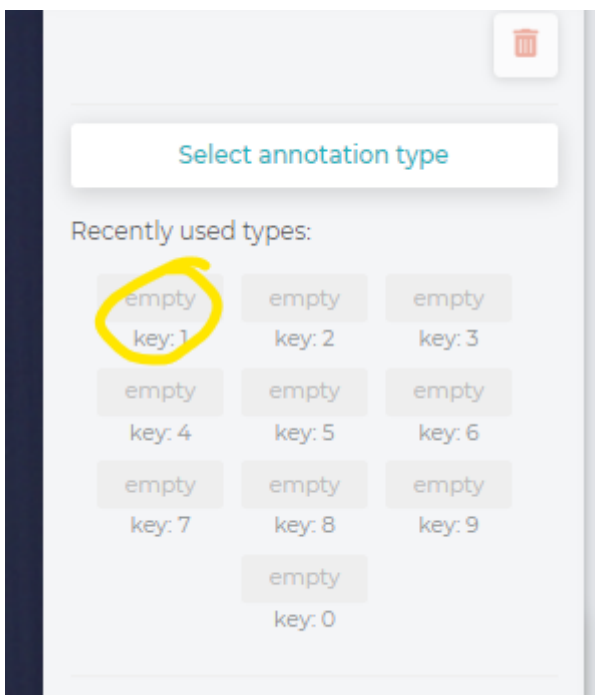 Select annotation type
Recently used types:
empty empty empty
key: 1 key: 2 key: 3
empty empty empty
key: 4 key: 5 key: 6
empty empty empty
key: 7 key: 8 key: 9
empty
key: 0